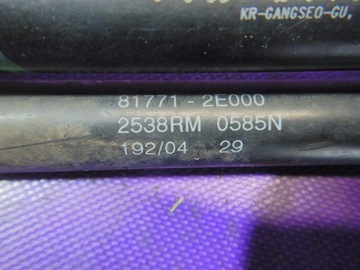 KR-GANGSEO-GU,
81771-2E000
2538RM 0585N
192/04 29